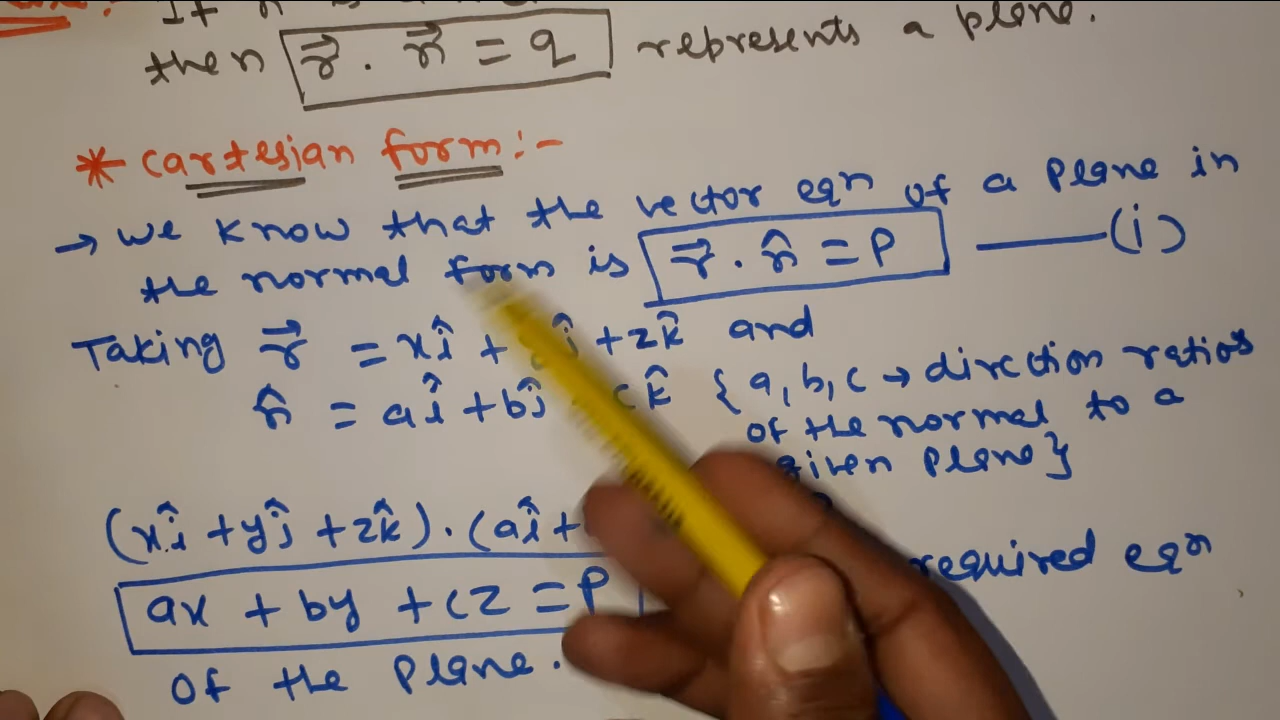 If
then r⃗ . n⃗ = q represents a plane.
* Cartesian form:-
→ we know that the vector eqn of a plane in
the normal form is r⃗ . n̂ = P ——(i)
Taking r⃗ = xî + ĵ + zk̂ and
n̂ = aî + bĵ ck̂ {a, b, c → direction ratios
of the normal to a
given plane}
(xî + yĵ + zk̂) . (aî +
ax + by + cz = P required eqn
of the plane.